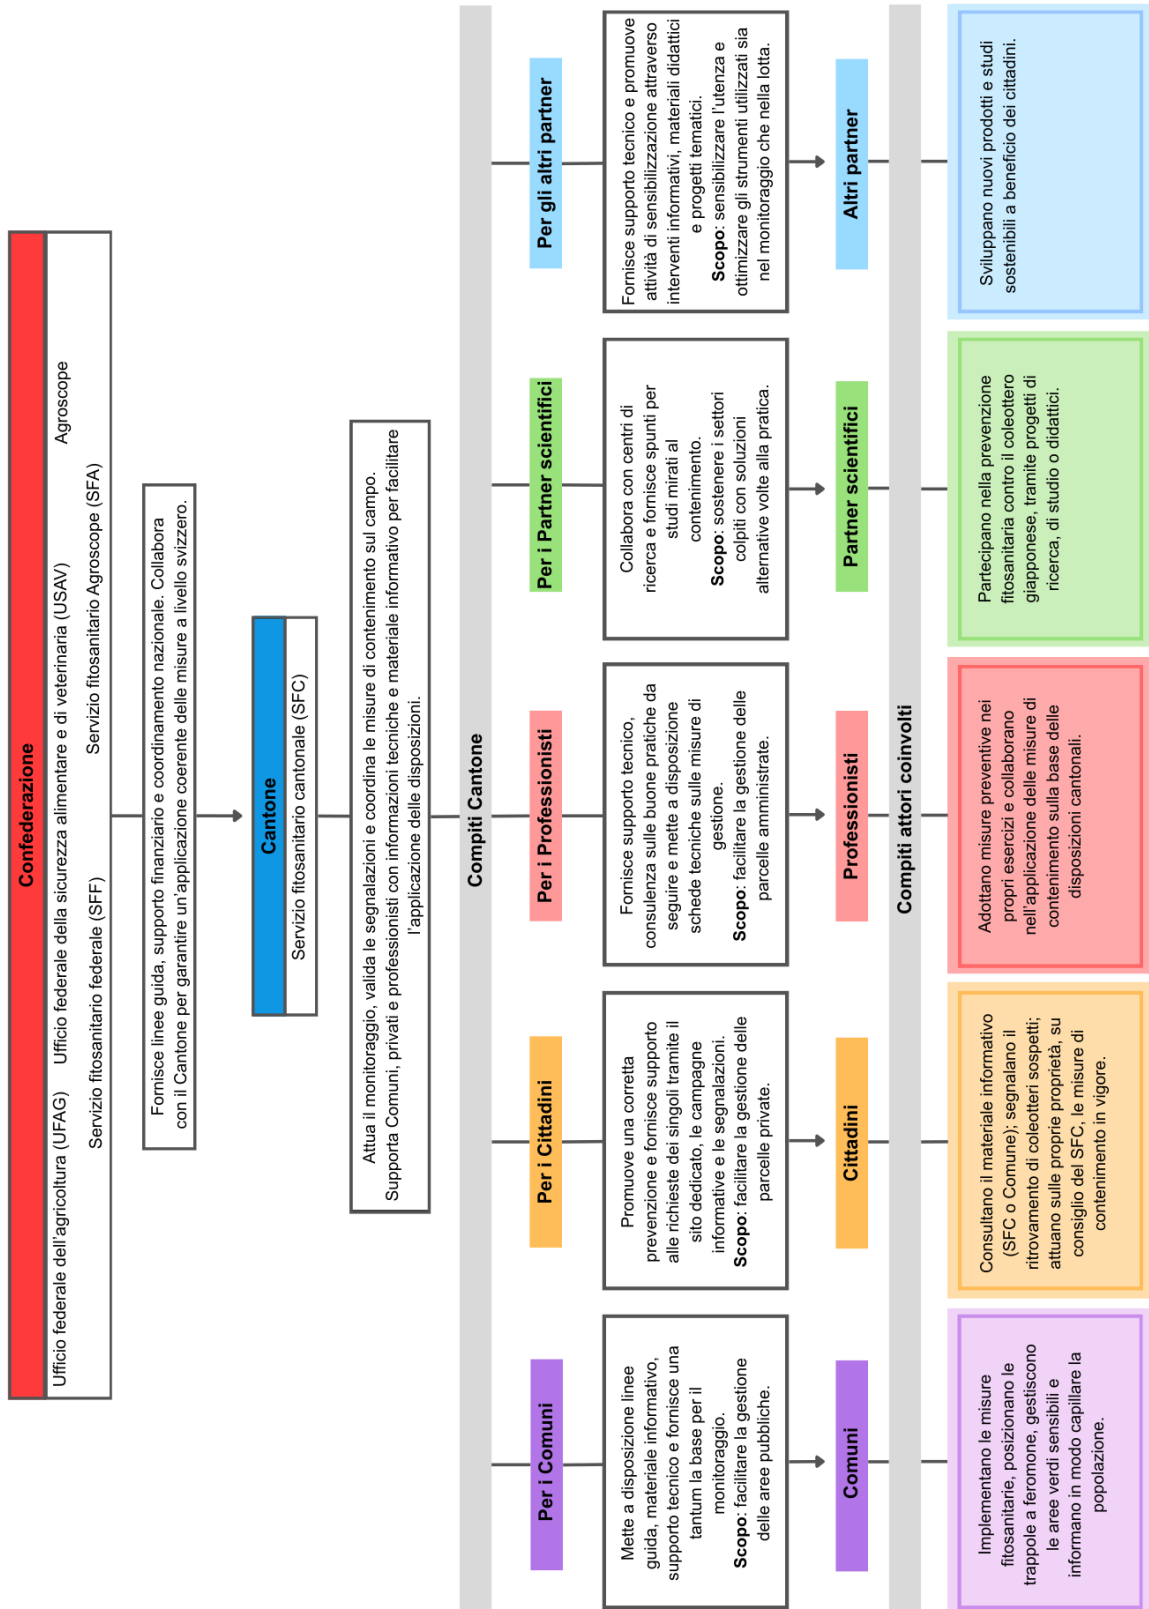 Confederazione
Ufficio federale dell'agricoltura (UFAG) Ufficio federale della sicurezza alimentare e di veterinaria (USAV) Agroscope
Servizio fitosanitario federale (SFF) Servizio fitosanitario Agroscope (SFA)
Fornisce linee guida, supporto finanziario e coordinamento nazionale. Collabora
con il Cantone per garantire un'applicazione coerente delle misure a livello svizzero.
Cantone
Servizio fitosanitario cantonale (SFC)
Attua il monitoraggio, valida le segnalazioni e coordina le misure di contenimento sul campo.
Supporta Comuni, privati e professionisti con informazioni tecniche e materiale informativo per facilitare
l'applicazione delle disposizioni.
Compiti Cantone
Per i Comuni
Mette a disposizione linee
guida, materiale informativo,
supporto tecnico e fornisce una
tantum la base per il
monitoraggio.
Scopo: facilitare la gestione
delle aree pubbliche.
Per i Cittadini
Promuove una corretta
prevenzione e fornisce supporto
alle richieste dei singoli tramite il
sito dedicato, le campagne
informative e le segnalazioni.
Scopo: facilitare la gestione delle
parcelle private.
Per i Professionisti
Fornisce supporto tecnico,
consulenza sulle buone pratiche da
seguire e mette a disposizione
schede tecniche sulle misure di
gestione.
Scopo: facilitare la gestione delle
parcelle amministrate.
Per i Partner scientifici
Collabora con centri di
ricerca e fornisce spunti per
studi mirati al
contenimento.
Scopo: sostenere i settori
colpiti con soluzioni
alternative volte alla pratica.
Per gli altri partner
Fornisce supporto tecnico e promuove
attività di sensibilizzazione attraverso
interventi informativi, materiali didattici
e progetti tematici.
Scopo: sensibilizzare l'utenza e
ottimizzare gli strumenti utilizzati sia
nel monitoraggio che nella lotta.
Comuni
Cittadini
Professionisti
Partner scientifici
Altri partner
Compiti attori coinvolti
Implementano le misure
fitosanitarie, posizionano le
trappole a feromone, gestiscono
le aree verdi sensibili e
informano in modo capillare la
popolazione.
Consultano il materiale informativo
(SFC o Comune); segnalano il
ritrovamento di coleotteri sospetti;
attuano sulle proprie proprietà, su
consiglio del SFC, le misure di
contenimento in vigore.
Adottano misure preventive nei
propri esercizi e collaborano
nell'applicazione delle misure di
contenimento sulla base delle
disposizioni cantonali.
Partecipano nella prevenzione
fitosanitaria contro il coleottero
giapponese, tramite progetti di
ricerca, di studio o didattici.
Sviluppano nuovi prodotti e studi
sostenibili a beneficio dei cittadini.